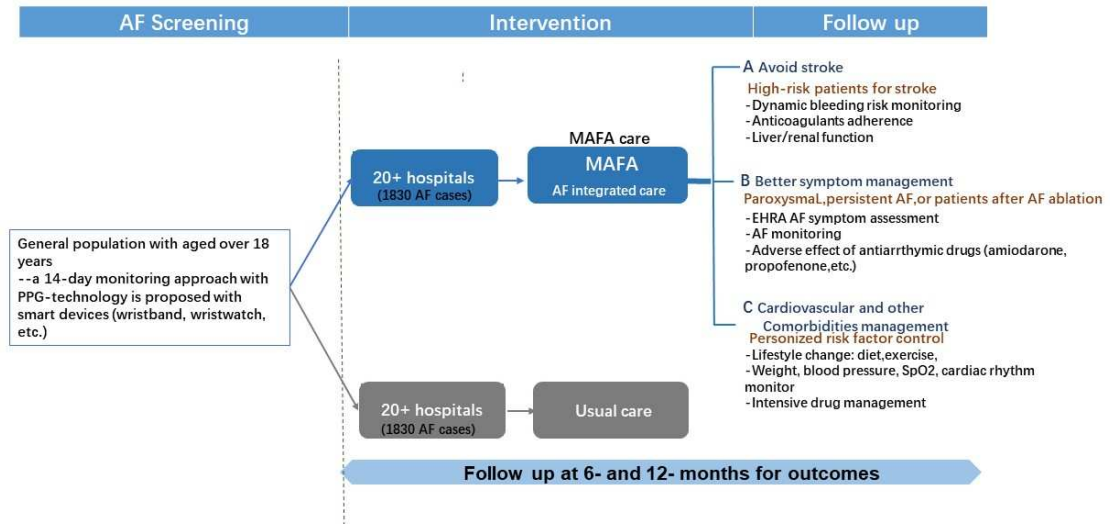 AF Screening
Intervention
Follow up
General population with aged over 18
years
--a 14-day monitoring approach with
PPG-technology is proposed with
smart devices (wristband, wristwatch,
etc.)
20+ hospitals
(1830 AF cases)
MAFA care
MAFA
AF integrated care
A Avoid stroke
High-risk patients for stroke
-Dynamic bleeding risk monitoring
-Anticoagulants adherence
-Liver/renal function
B Better symptom management
ParoxysmaL,persistent AF,or patients after AF ablation
-EHRA AF symptom assessment
-AF monitoring
-Adverse effect of antiarrthymic drugs (amiodarone,
propofenone,etc.)
C Cardiovascular and other
Comorbidities management
Personized risk factor control
-Lifestyle change: diet,exercise,
-Weight, blood pressure, SpO2, cardiac rhythm
monitor
-Intensive drug management
20+ hospitals
(1830 AF cases)
Usual care
Follow up at 6- and 12- months for outcomes